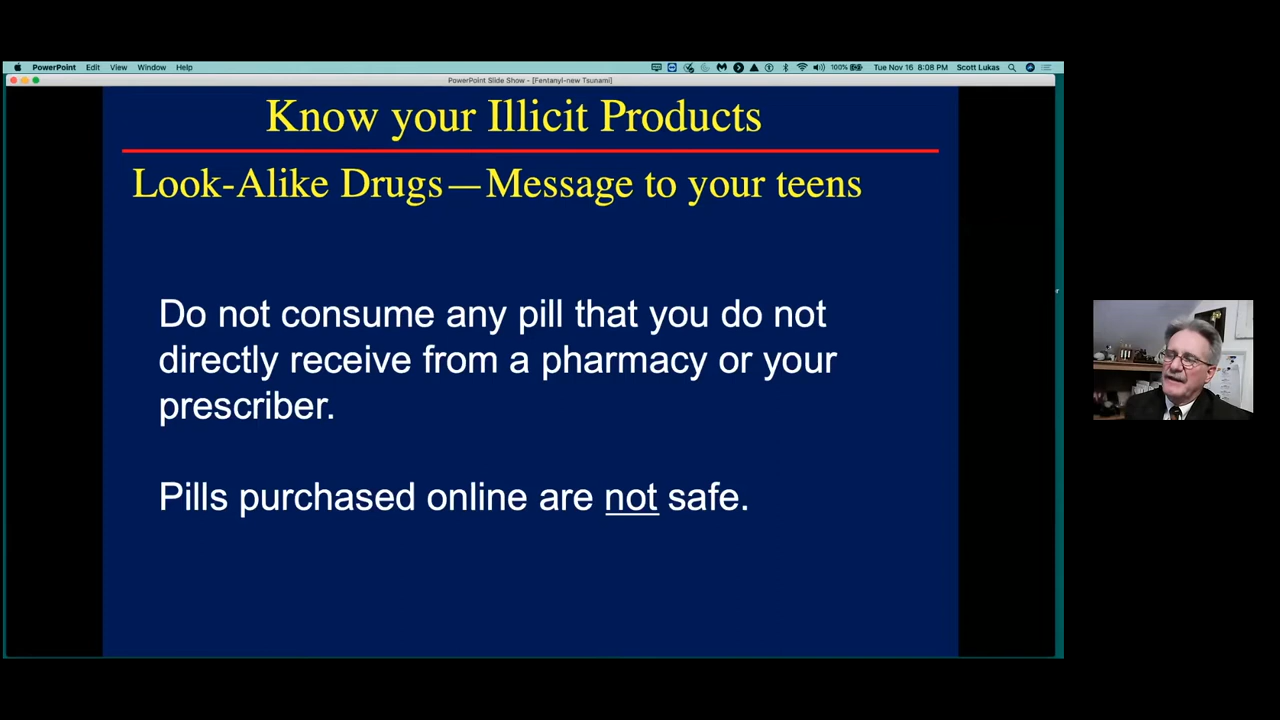 PowerPoint Edit View Window Help 100% Tue Nov 16 8:08 PM Scott Lukas
PowerPoint Slide Show - [Fentanyl-new Tsunami]
Know your Illicit Products
Look-Alike Drugs—Message to your teens
Do not consume any pill that you do not
directly receive from a pharmacy or your
prescriber.
Pills purchased online are not safe.